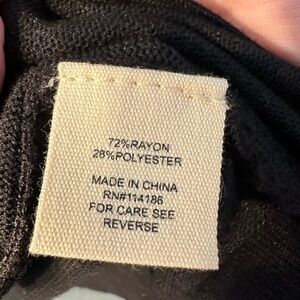 72%RAYON
28%POLYESTER
MADE IN CHINA
RN#114186
FOR CARE SEE
REVERSE